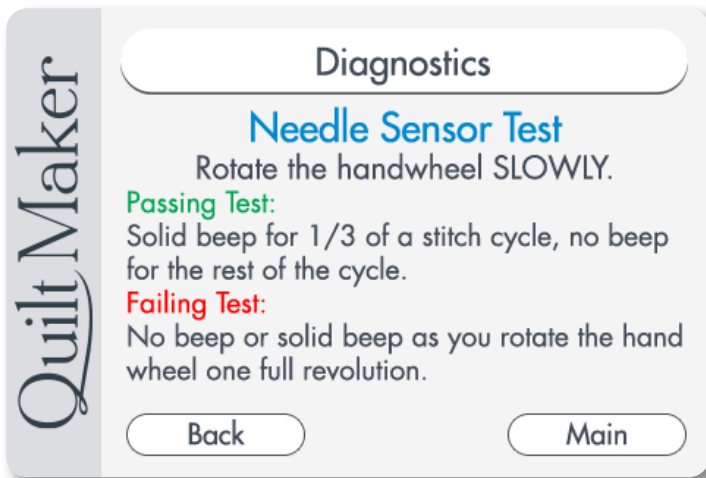 Quilt Maker
Diagnostics
Needle Sensor Test
Rotate the handwheel SLOWLY.
Passing Test:
Solid beep for 1/3 of a stitch cycle, no beep
for the rest of the cycle.
Failing Test:
No beep or solid beep as you rotate the hand
wheel one full revolution.
Back
Main